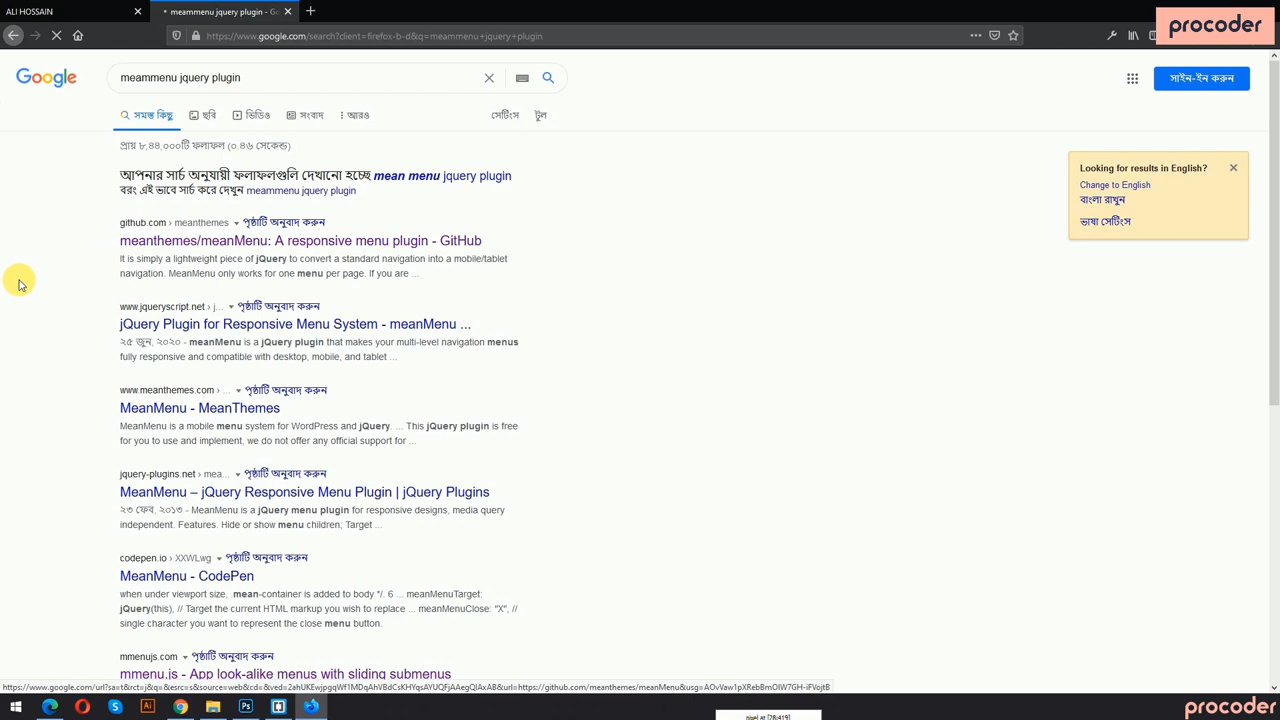 ALI HOSSAIN
meammenu jquery plugin - Go
procoder
https://www.google.com/search?client=firefox-b-d&q=meammenu+jquery+plugin
Google
meammenu jquery plugin
সাইন-ইন করুন
সমস্ত কিছু ছবি ভিডিও সংবাদ আরও সেটিংস টুল
প্রায় ৮,৪৪,০০০টি ফলাফল (০.৪৬ সেকেন্ড)
আপনার সার্চ অনুযায়ী ফলাফলগুলি দেখানো হচ্ছে mean menu jquery plugin
বরং এই ভাবে সার্চ করে দেখুন meammenu jquery plugin
Looking for results in English?
Change to English
বাংলা রাখুন
ভাষা সেটিংস
github.com › meanthemes পৃষ্ঠাটি অনুবাদ করুন
meanthemes/meanMenu: A responsive menu plugin - GitHub
It is simply a lightweight piece of jQuery to convert a standard navigation into a mobile/tablet
navigation. MeanMenu only works for one menu per page. If you are ...
www.jqueryscript.net › j... পৃষ্ঠাটি অনুবাদ করুন
jQuery Plugin for Responsive Menu System - meanMenu ...
২৫ জুন, ২০২০ - meanMenu is a jQuery plugin that makes your multi-level navigation menus
fully responsive and compatible with desktop, mobile, and tablet ...
www.meanthemes.com › ... পৃষ্ঠাটি অনুবাদ করুন
MeanMenu - MeanThemes
MeanMenu is a mobile menu system for WordPress and jQuery. ... This jQuery plugin is free
for you to use and implement, we do not offer any official support for ...
jquery-plugins.net › mea... পৃষ্ঠাটি অনুবাদ করুন
MeanMenu – jQuery Responsive Menu Plugin | jQuery Plugins
২৩ ফেব, ২০১৩ - MeanMenu is a jQuery menu plugin for responsive designs, media query
independent. Features. Hide or show menu children; Target ...
codepen.io › XXWLwg পৃষ্ঠাটি অনুবাদ করুন
MeanMenu - CodePen
when under viewport size, .mean-container is added to body */. 6 ... meanMenuTarget:
jQuery(this), // Target the current HTML markup you wish to replace ... meanMenuClose: "X", //
single character you want to represent the close menu button.
mmenujs.com পৃষ্ঠাটি অনুবাদ করুন
mmenu.js - App look-alike menus with sliding submenus
procoder